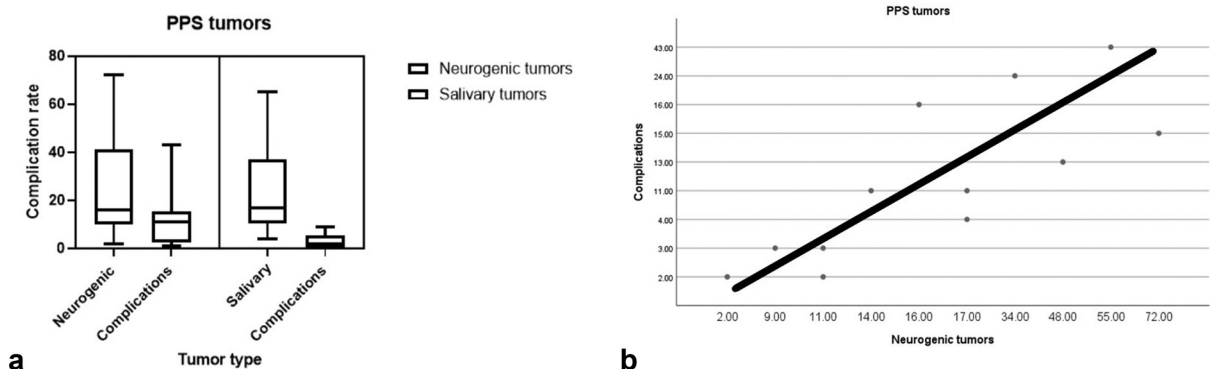 PPS tumors
80
60
40
20
0
Complication rate
Neurogenic
Complications
Salivary
Complications
Tumor type
Neurogenic tumors
Salivary tumors
a
PPS tumors
43.00
24.00
16.00
15.00
13.00
11.00
4.00
3.00
2.00
Complications
2.00 9.00 11.00 14.00 16.00 17.00 34.00 48.00 55.00 72.00
Neurogenic tumors
b